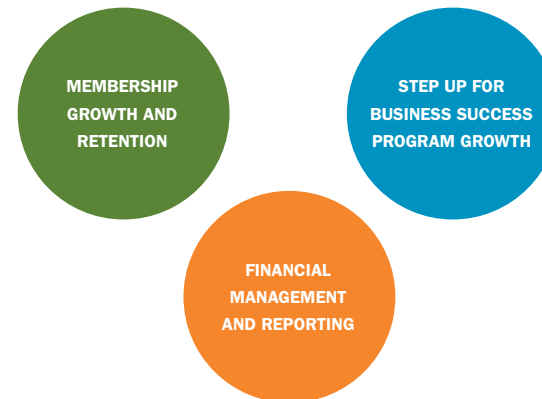 MEMBERSHIP
GROWTH AND
RETENTION
STEP UP FOR
BUSINESS SUCCESS
PROGRAM GROWTH
FINANCIAL
MANAGEMENT
AND REPORTING